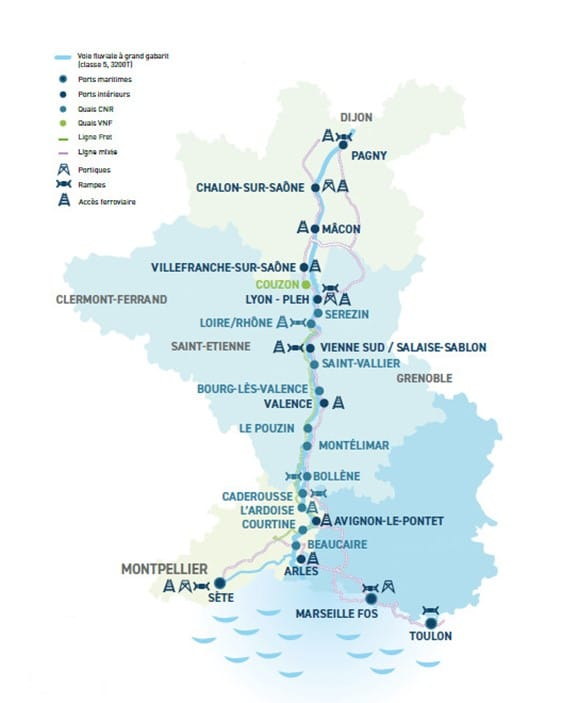 Voie fluviale à grand gabarit
(classe 5, 3200T)
Ports maritimes
Ports intérieurs
Quais CNR
Quais VNF
Ligne Fret
Ligne mixte
Portiques
Rampes
Accès ferroviaire
DIJON
PAGNY
CHALON-SUR-SAÔNE
MÂCON
VILLEFRANCHE-SUR-SAÔNE
COUZON
CLERMONT-FERRAND
LYON - PLEH
SEREZIN
LOIRE/RHÔNE
SAINT-ETIENNE
VIENNE SUD / SALAISE-SABLON
SAINT-VALLIER
GRENOBLE
BOURG-LÈS-VALENCE
VALENCE
LE POUZIN
MONTÉLIMAR
BOLLÈNE
CADEROUSSE
L'ARDOISE
COURTINE
AVIGNON-LE-PONTET
BEAUCAIRE
MONTPELLIER
ARLES
SÈTE
MARSEILLE FOS
TOULON